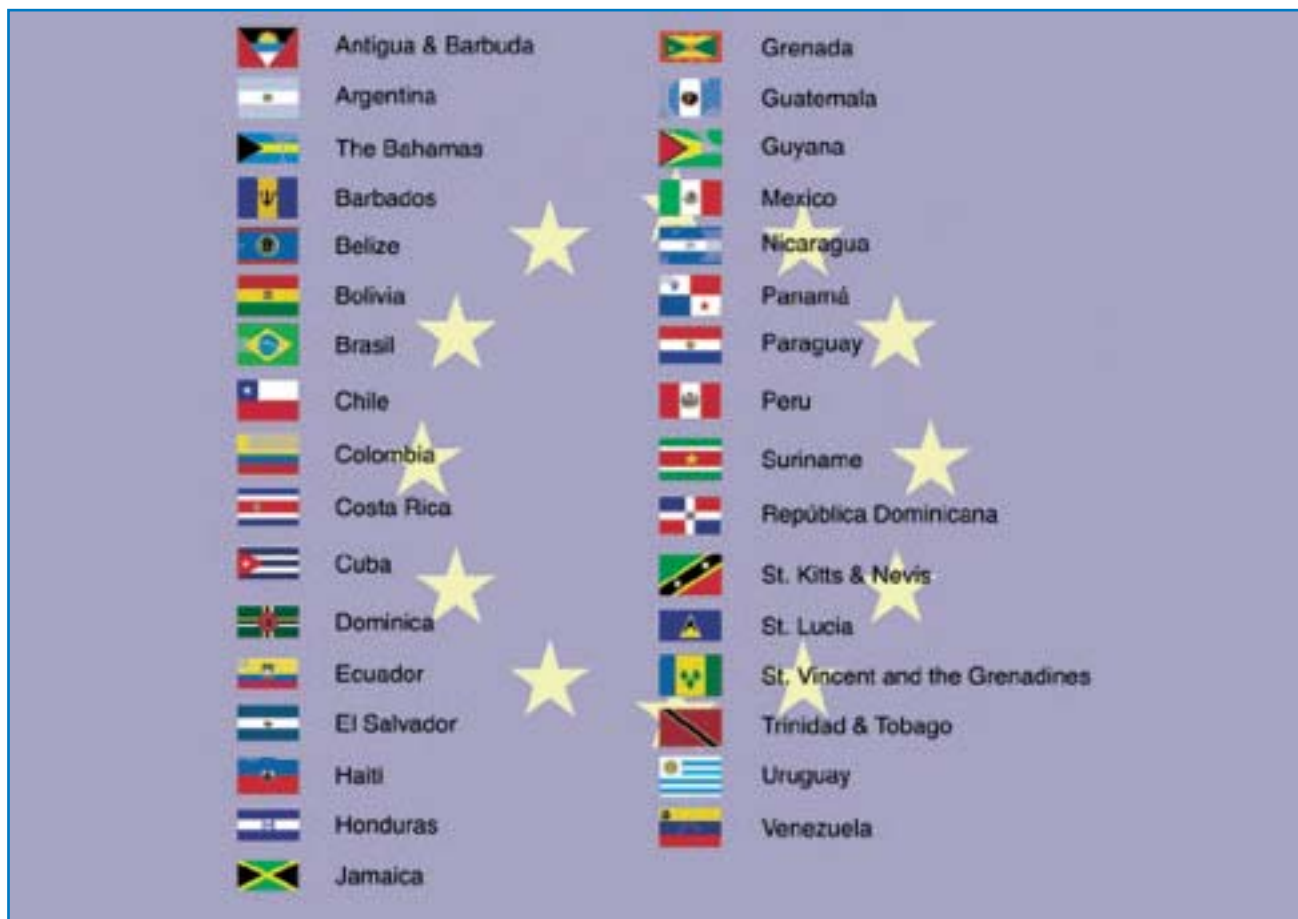 Antigua & Barbuda
Argentina
The Bahamas
Barbados
Belize
Bolivia
Brasil
Chile
Colombia
Costa Rica
Cuba
Dominica
Ecuador
El Salvador
Haiti
Honduras
Jamaica
Grenada
Guatemala
Guyana
Mexico
Nicaragua
Panamá
Paraguay
Peru
Suriname
República Dominicana
St. Kitts & Nevis
St. Lucia
St. Vincent and the Grenadines
Trinidad & Tobago
Uruguay
Venezuela